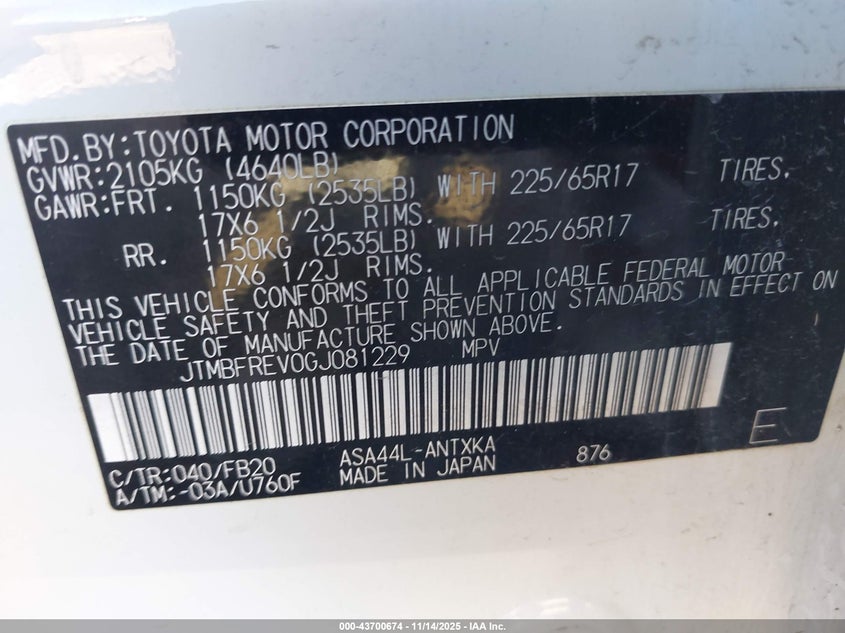 MFD.BY:TOYOTA MOTOR CORPORATION
GVWR:2105KG (4640LB)
GAWR:FRT. 1150KG (2535LB) WITH 225/65R17 TIRES.
17X6 1/2J RIMS.
RR. 1150KG (2535LB) WITH 225/65R17 TIRES.
17X6 1/2J RIMS.
THIS VEHICLE CONFORMS TO ALL APPLICABLE FEDERAL MOTOR
VEHICLE SAFETY AND THEFT PREVENTION STANDARDS IN EFFECT ON
THE DATE OF MANUFACTURE SHOWN ABOVE.
JTMBFREV0GJ081229 MPV
E
C/TR:040/FB20 ASA44L-ANTXKA 876
A/TM:-03A/U760F MADE IN JAPAN
000-43700674 | 11/14/2025 - IAA Inc.